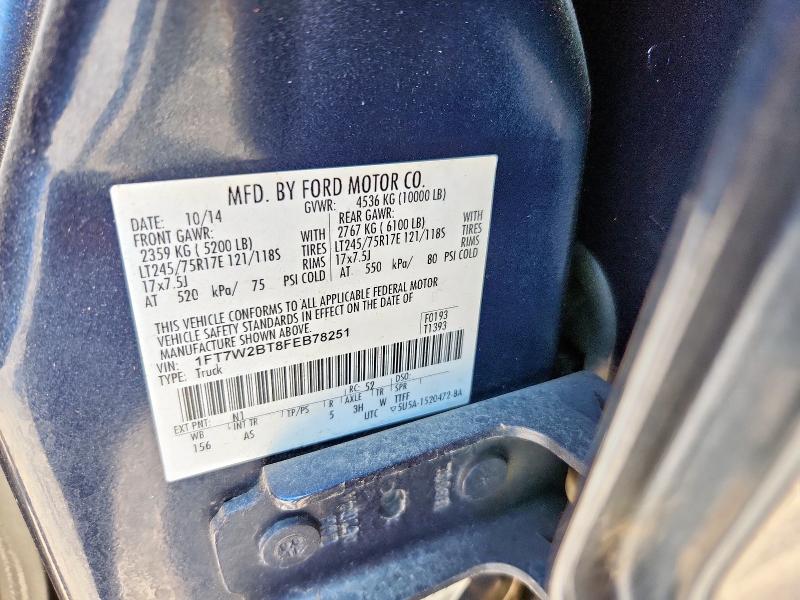 MFD. BY FORD MOTOR CO.
DATE: 10/14 GVWR: 4536 KG (10000 LB)
FRONT GAWR: REAR GAWR:
2359 KG ( 5200 LB) WITH 2767 KG ( 6100 LB) WITH
LT245/75R17E 121/118S TIRES LT245/75R17E 121/118S TIRES
17x7.5J RIMS 17x7.5J RIMS
AT 520 kPa/ 75 PSI COLD AT 550 kPa/ 80 PSI COLD
THIS VEHICLE CONFORMS TO ALL APPLICABLE FEDERAL MOTOR
VEHICLE SAFETY STANDARDS IN EFFECT ON THE DATE OF
MANUFACTURE SHOWN ABOVE.
VIN: 1FT7W2BT8FEB78251 F0193
TYPE: Truck T1393
EXT PNT: N1 RC: 52 DSO:
WB INT TR TP/PS R AXLE TR SPR
156 AS 5 3H W TTFF
UTC ▽5U5A-1520472-BA